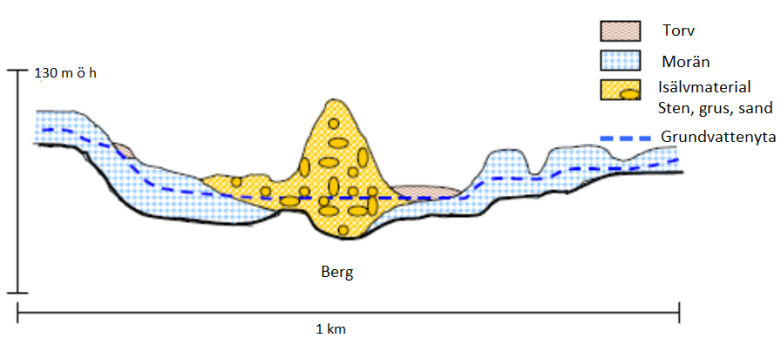 Torv
130 m ö h
Morän
Isälvmaterial
Sten, grus, sand
Grundvattenyta
Berg
1 km